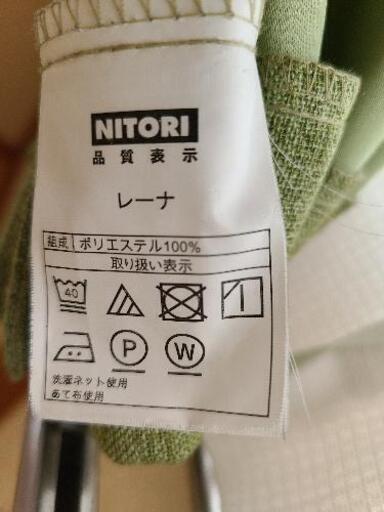 NITORI
品質表示
レーナ
組成 ポリエステル100%
取り扱い表示
40
P W
洗濯ネット使用
あて布使用